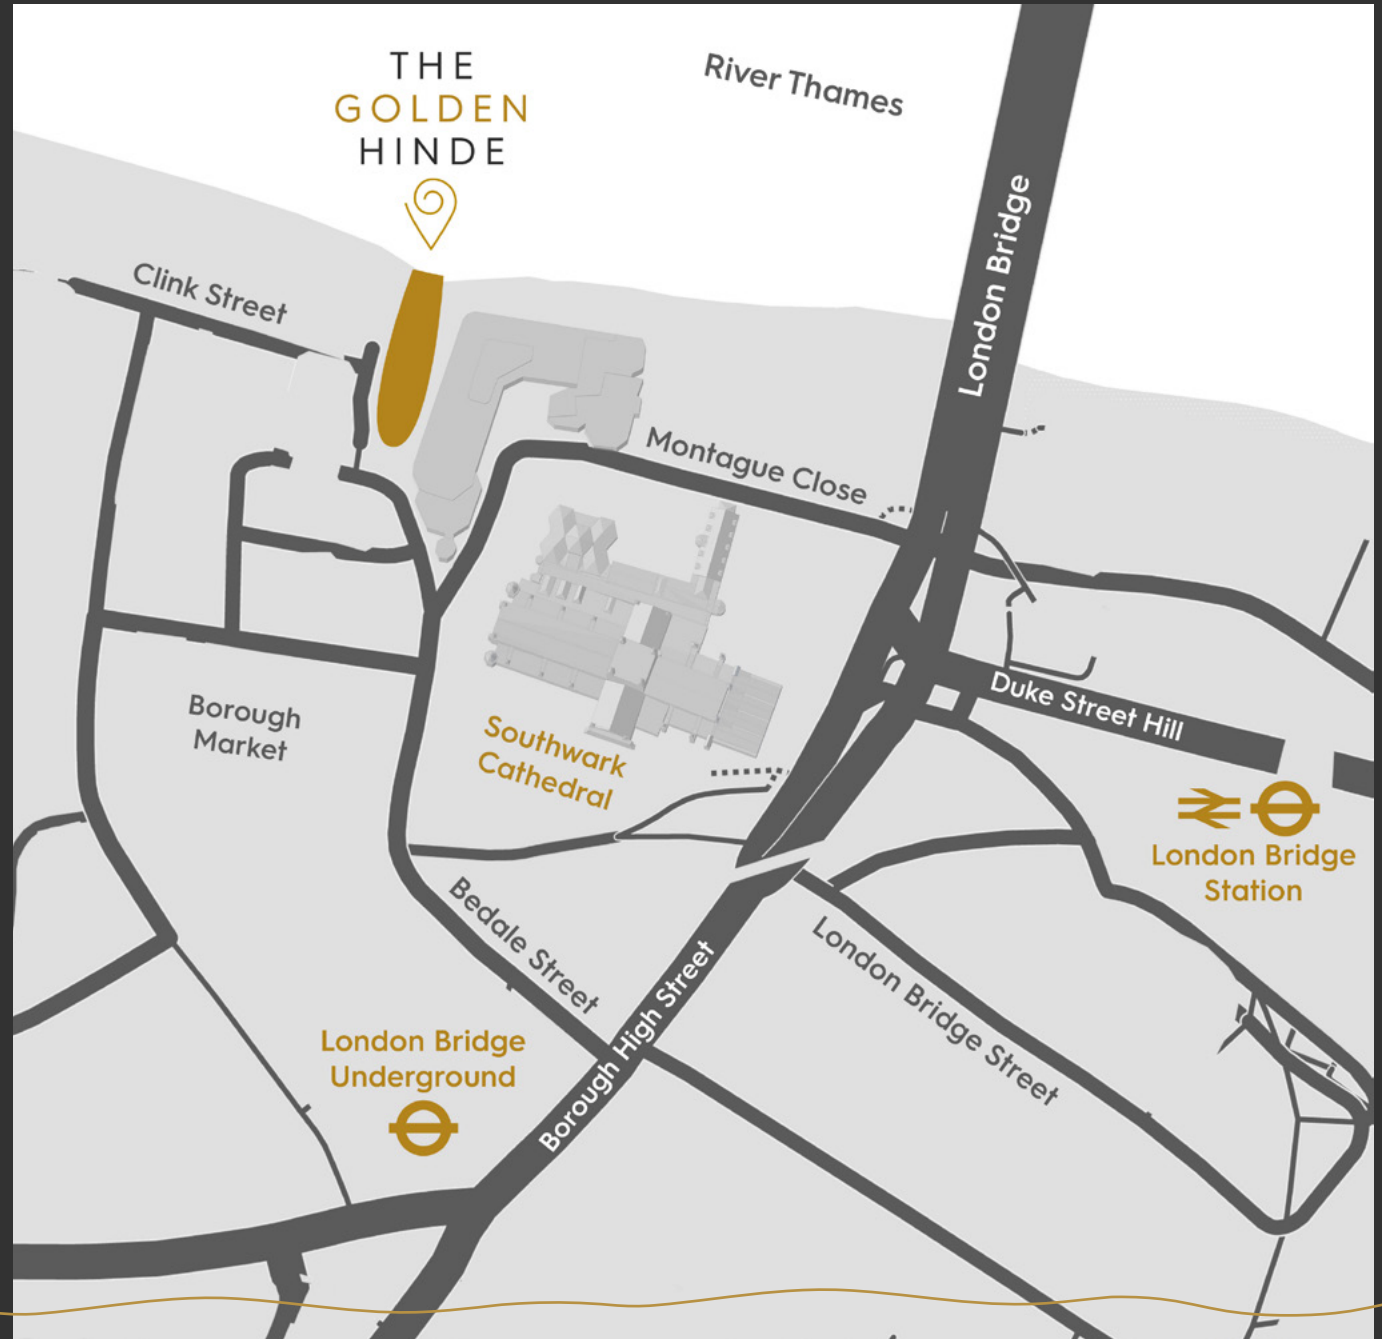 THE
GOLDEN
HINDE
River Thames
London Bridge
Clink Street
Montague Close
Duke Street Hill
Borough
Market
Southwark
Cathedral
London Bridge
Station
Bedale Street
London Bridge Street
Borough High Street
London Bridge
Underground